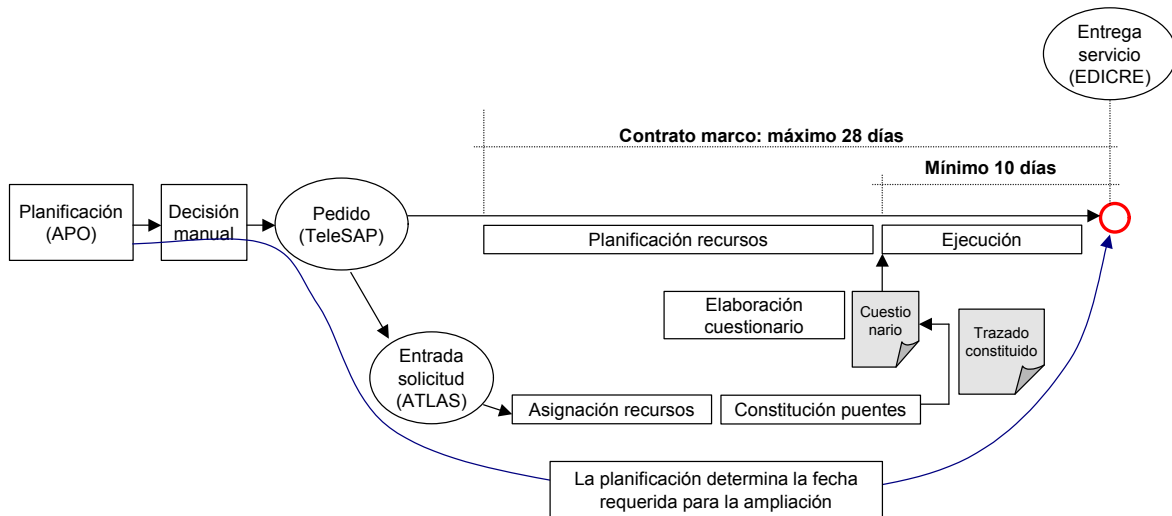 Entrega
servicio
(EDICRE)
Contrato marco: máximo 28 días
Mínimo 10 días
Planificación
(APO)
Decisión
manual
Pedido
(TeleSAP)
Planificación recursos
Ejecución
Elaboración
cuestionario
Cuestio
nario
Trazado
constituido
Entrada
solicitud
(ATLAS)
Asignación recursos
Constitución puentes
La planificación determina la fecha
requerida para la ampliación